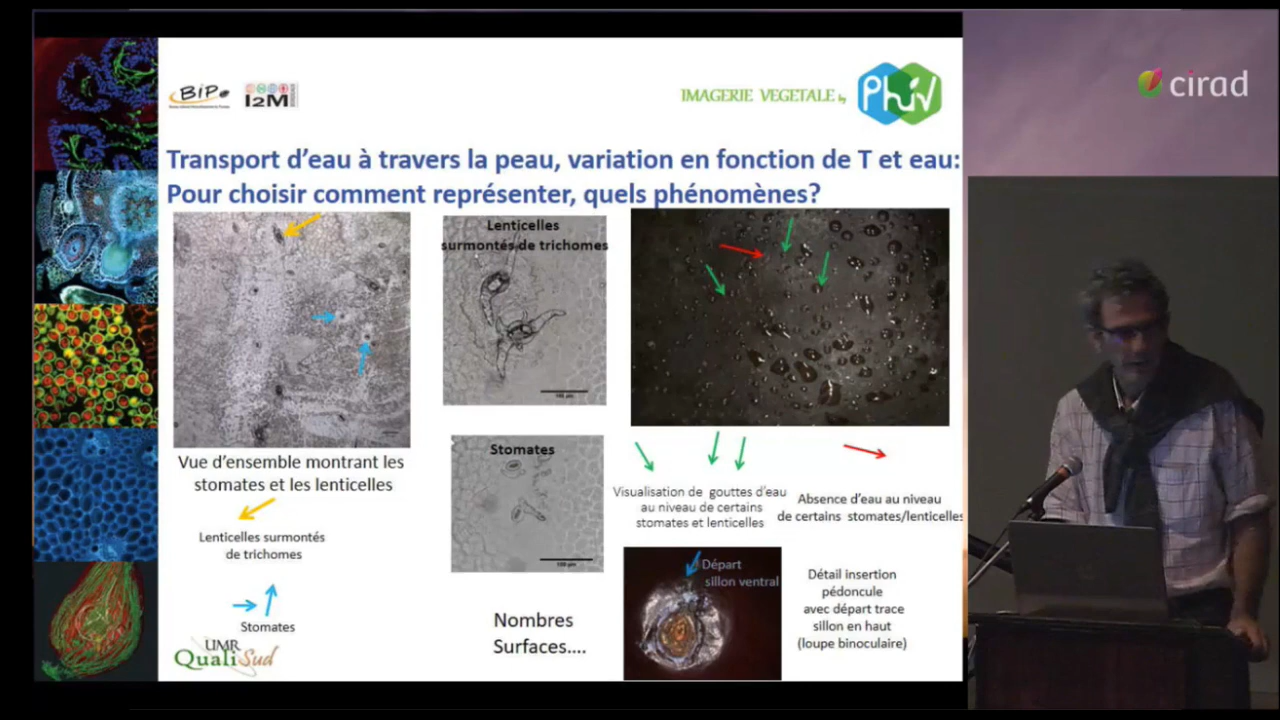 BIP
I2M
IMAGERIE VEGETALE by
PhiV
cirad
Transport d'eau à travers la peau, variation en fonction de T et eau:
Pour choisir comment représenter, quels phénomènes?
Lenticelles
surmontés de trichomes
Stomates
100 µm
Vue d'ensemble montrant les
stomates et les lenticelles
Lenticelles surmontés
de trichomes
Stomates
UMR
QualiSud
Nombres
Surfaces....
Visualisation de gouttes d'eau
au niveau de certains
stomates et lenticelles
Absence d'eau au niveau
de certains stomates/lenticelles
Départ
sillon ventral
Détail insertion
pédoncule
avec départ trace
sillon en haut
(loupe binoculaire)